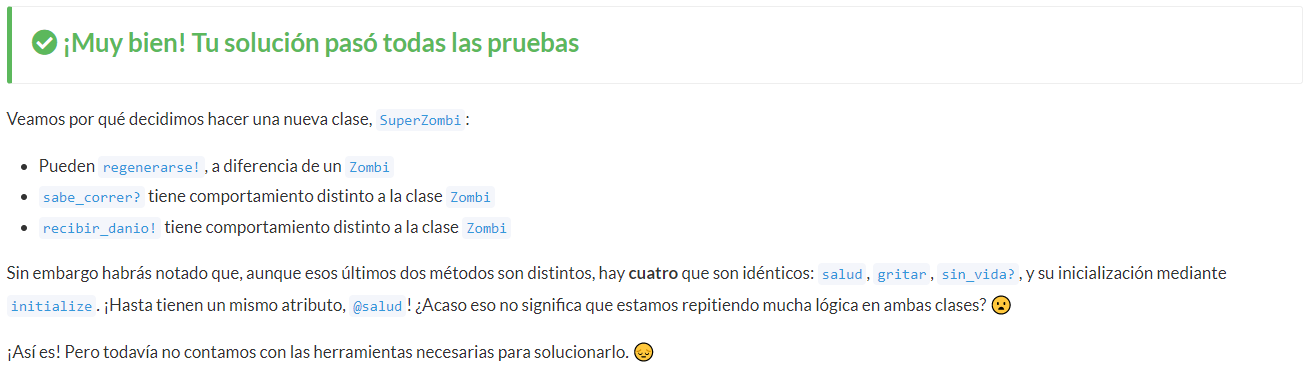 ¡Muy bien! Tu solución pasó todas las pruebas
Veamos por qué decidimos hacer una nueva clase, SuperZombi:
• Pueden regenerarse!, a diferencia de un Zombi
• sabe_correr? tiene comportamiento distinto a la clase Zombi
• recibir_danio! tiene comportamiento distinto a la clase Zombi
Sin embargo habrás notado que, aunque esos últimos dos métodos son distintos, hay cuatro que son idénticos: salud, gritar, sin_vida?, y su inicialización mediante
initialize. ¡Hasta tienen un mismo atributo, @salud! ¿Acaso eso no significa que estamos repitiendo mucha lógica en ambas clases? 😦
¡Así es! Pero todavía no contamos con las herramientas necesarias para solucionarlo. 😔